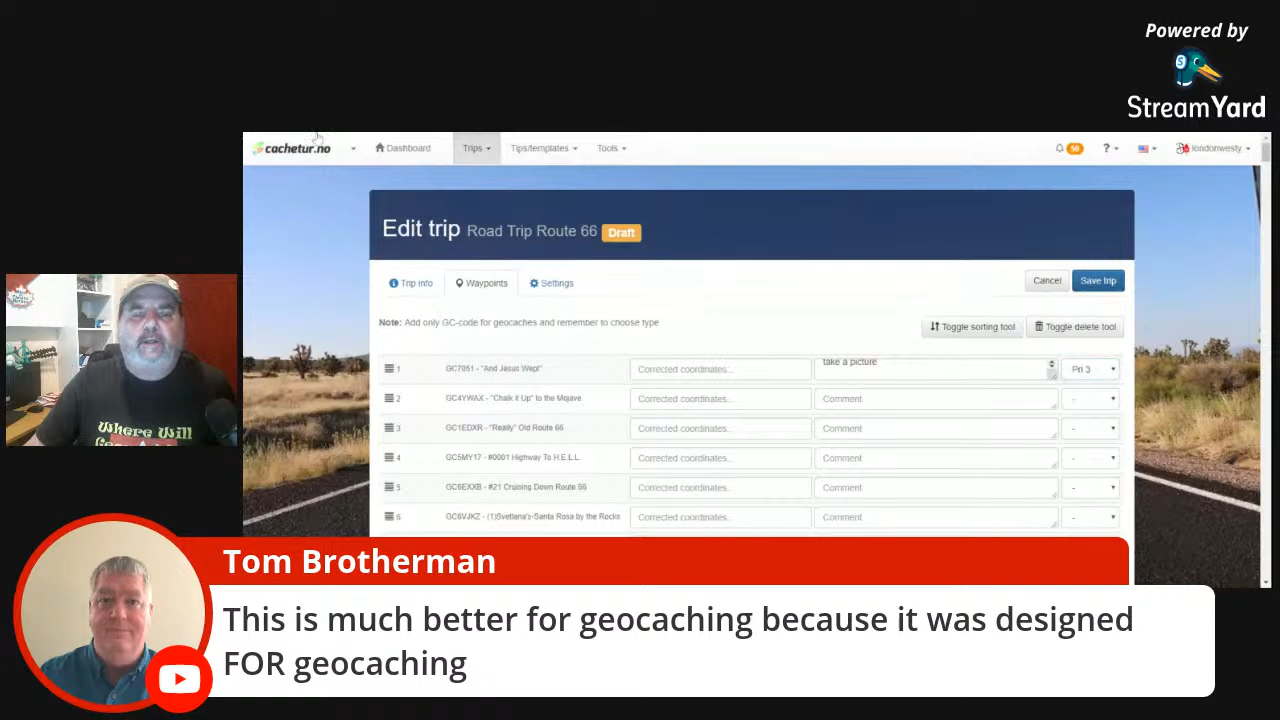 Powered by
StreamYard
cachetur.no Dashboard Trips Tips/templates Tools 50 ? londonwesty
Edit trip Road Trip Route 66 Draft
Trip info Waypoints Settings Cancel Save trip
Note: Add only GC-code for geocaches and remember to choose type
Toggle sorting tool Toggle delete tool
1 GC7051 - "And Jesus Wept" Corrected coordinates.. take a picture Pri 3
2 GC4YWAX - "Chalk it Up" to the Mojave Corrected coordinates.. Comment -
3 GC1EDXR - "Really" Old Route 66 Corrected coordinates.. Comment -
4 GC5MY17 - #0001 Highway To H.E.L.L. Corrected coordinates.. Comment -
5 GC6EXXB - #21 Cruising Down Route 66 Corrected coordinates.. Comment -
6 GC6VJKZ - (1)Svetlana's-Santa Rosa by the Rocks Corrected coordinates.. Comment -
Where Will
Tom Brotherman
This is much better for geocaching because it was designed
FOR geocaching